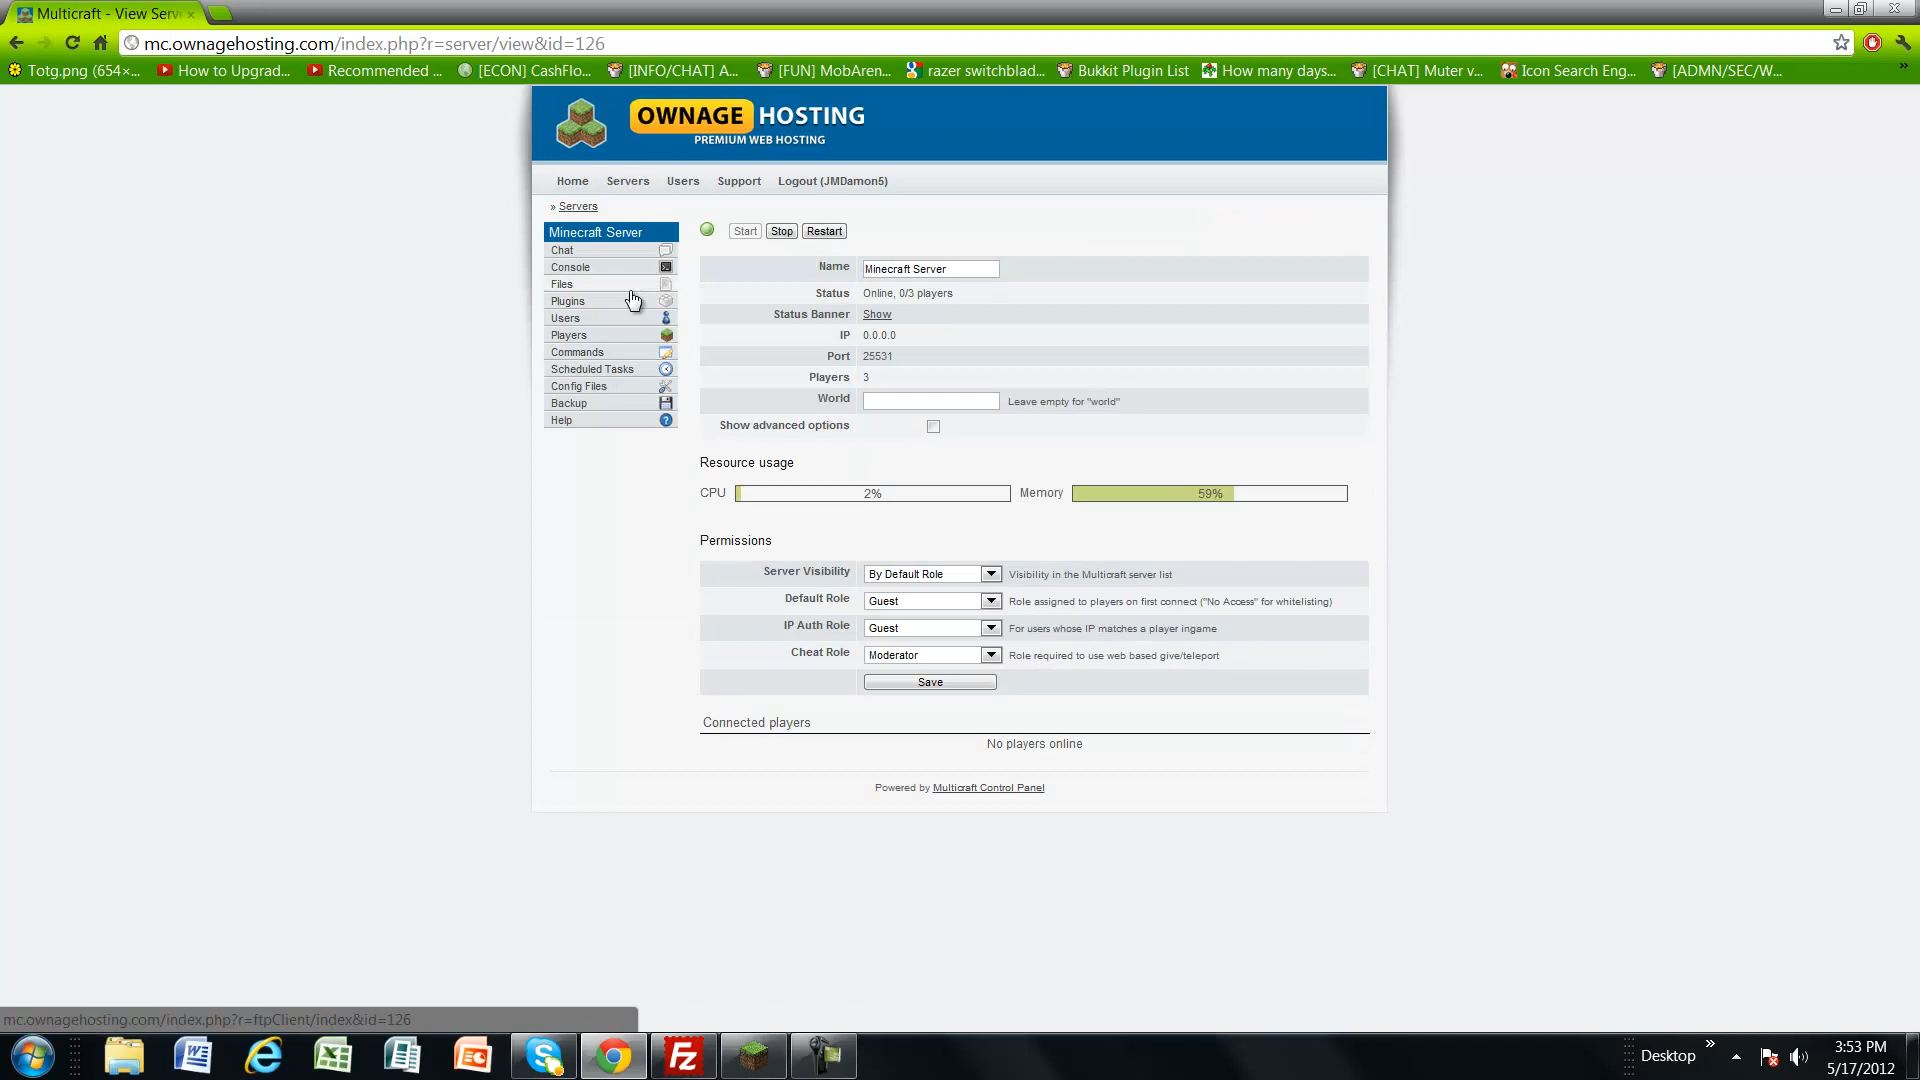 Multicraft - View Serv
mc.ownagehosting.com/index.php?r=server/view&id=126
Totg.png (654×... How to Upgrad... Recommended ... [ECON] CashFlo... [INFO/CHAT] A... [FUN] MobAren... razer switchblad... Bukkit Plugin List How many days... [CHAT] Muter v... Icon Search Eng... [ADMN/SEC/W... »
OWNAGE HOSTING
PREMIUM WEB HOSTING
Home Servers Users Support Logout (JMDamon5)
» Servers
Minecraft Server
Chat
Console
Files
Plugins
Users
Players
Commands
Scheduled Tasks
Config Files
Backup
Help
Start Stop Restart
Name Minecraft Server
Status Online, 0/3 players
Status Banner Show
IP 0.0.0.0
Port 25531
Players 3
World Leave empty for "world"
Show advanced options
Resource usage
CPU 2% Memory 59%
Permissions
Server Visibility By Default Role Visibility in the Multicraft server list
Default Role Guest Role assigned to players on first connect ("No Access" for whitelisting)
IP Auth Role Guest For users whose IP matches a player ingame
Cheat Role Moderator Role required to use web based give/teleport
Save
Connected players
No players online
Powered by Multicraft Control Panel
mc.ownagehosting.com/index.php?r=ftpClient/index&id=126
Desktop »
3:53 PM
5/17/2012